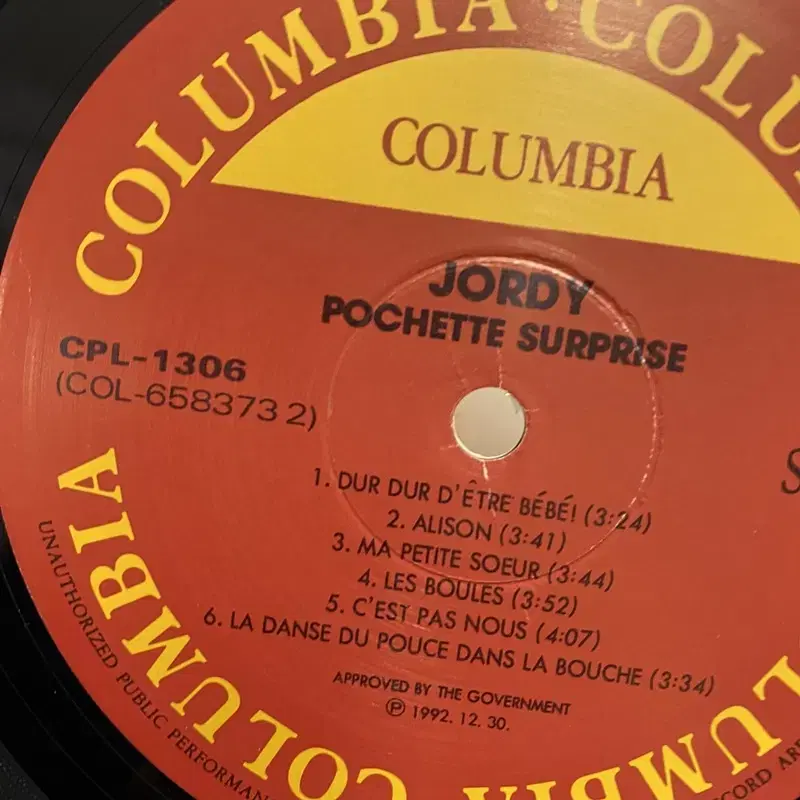 COLUMBIA · COLUM
COLUMBIA
JORDY
POCHETTE SURPRISE
CPL-1306
(COL-658373 2)
1. DUR DUR D'ÊTRE BÉBÉ! (3:24)
2. ALISON (3:41)
3. MA PETITE SOEUR (3:44)
4. LES BOULES (3:52)
5. C'EST PAS NOUS (4:07)
6. LA DANSE DU POUCE DANS LA BOUCHE (3:34)
APPROVED BY THE GOVERNMENT
Ⓟ 1992. 12. 30.
COLUMBIA COLUMBIA
UNAUTHORIZED PUBLIC PERFORMAN